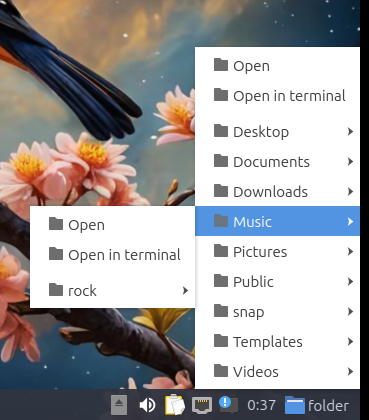 Open
Open in terminal
Desktop
Documents
Downloads
Music
Pictures
Public
snap
Templates
Videos
Open
Open in terminal
rock
0:37
folder